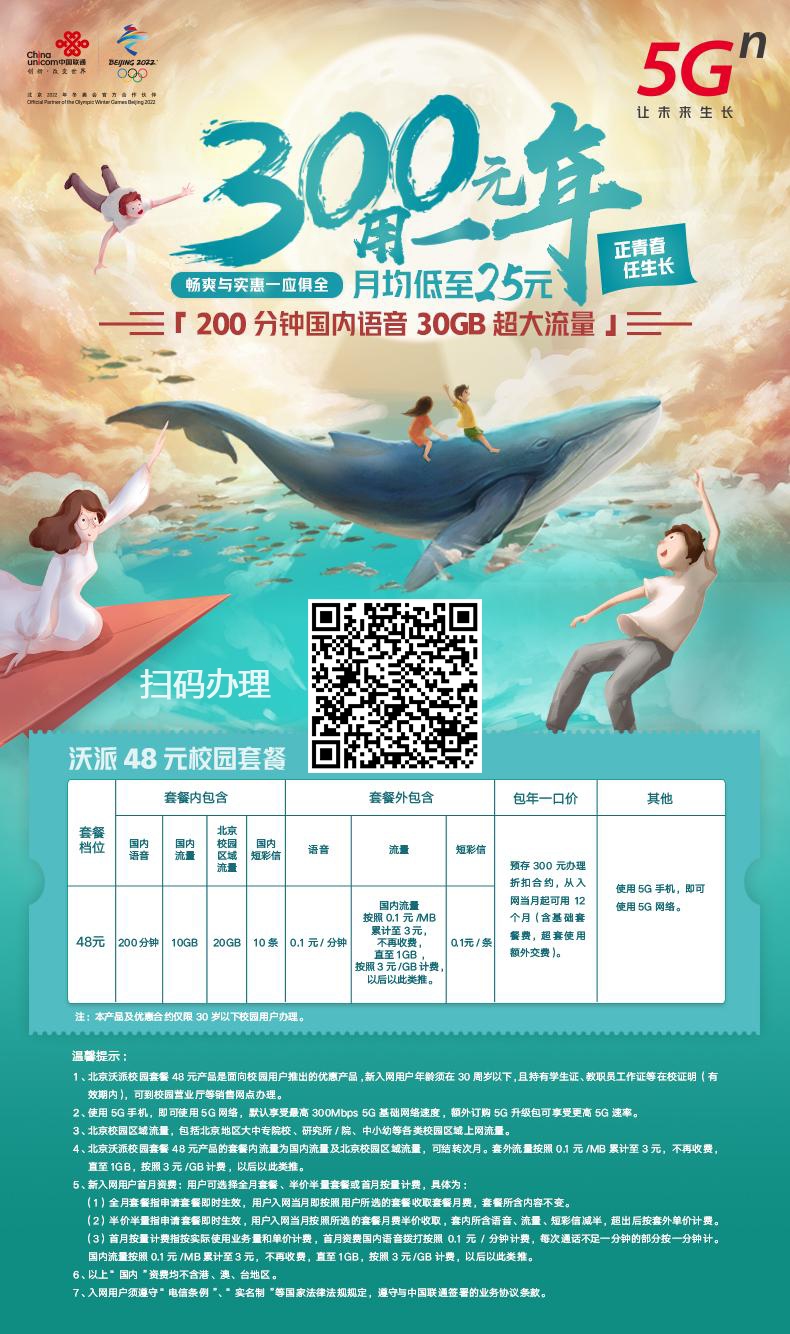 China
unicom中国联通
创新·改变世界
BEIJING 2022
北京2022年冬奥会官方合作伙伴
Official Partner of the Olympic Winter Games Beijing 2022
5Gⁿ
让未来生长
300元
用一年
正青春
任生长
畅爽与实惠一应俱全
月均低至25元
「 200 分钟国内语音 30GB 超大流量 」
扫码办理
沃派 48 元校园套餐
套餐
档位
套餐内包含
套餐外包含
包年一口价
其他
国内
语音
国内
流量
北京
校园
区域
流量
国内
短彩信
语音
流量
短彩信
48元
200 分钟
10GB
20GB
10 条
0.1 元 / 分钟
国内流量
按照 0.1 元 /MB
累计至 3 元，
不再收费，
直至 1GB ，
按照 3 元 /GB 计费，
以后以此类推。
0.1元 / 条
预存 300 元办理
折扣合约，从入
网当月起可用 12
个月（含基础套
餐费，超套使用
额外交费）。
使用 5G 手机，即可
使用 5G 网络。
注：本产品及优惠合约仅限 30 岁以下校园用户办理。
温馨提示：
1、北京沃派校园套餐 48 元产品是面向校园用户推出的优惠产品，新入网用户年龄须在 30 周岁以下，且持有学生证、教职员工作证等在校证明（有
效期内），可到校园营业厅等销售网点办理。
2、使用 5G 手机，即可使用 5G 网络，默认享受最高 300Mbps 5G 基础网络速度，额外订购 5G 升级包可享受更高 5G 速率。
3、北京校园区域流量，包括北京地区大中专院校、研究所 / 院、中小幼等各类校园区域上网流量。
4、北京沃派校园套餐 48 元产品的套餐内流量为国内流量及北京校园区域流量，可结转次月。套外流量按照 0.1 元 /MB 累计至 3 元，不再收费，
直至 1GB，按照 3 元 /GB 计费，以后以此类推。
5、新入网用户首月资费：用户可选择全月套餐、半价半量套餐或首月按量计费，具体为：
（1）全月套餐指申请套餐即时生效，用户入网当月即按照用户所选的套餐收取套餐月费，套餐所含内容不变。
（2）半价半量指申请套餐即时生效，用户入网当月按照所选的套餐月费半价收取，套内所含语音、流量、短彩信减半，超出后按套外单价计费。
（3）首月按量计费指按实际使用业务量和单价计费，首月资费国内语音拨打按照 0.1 元 / 分钟计费，每次通话不足一分钟的部分按一分钟计。
国内流量按照 0.1 元 /MB 累计至 3 元，不再收费，直至 1GB，按照 3 元 /GB 计费，以后以此类推。
6、以上“ 国内 ”资费均不含港、澳、台地区。
7、入网用户须遵守“ 电信条例 ”、“ 实名制 ”等国家法律法规规定，遵守与中国联通签署的业务协议条款。